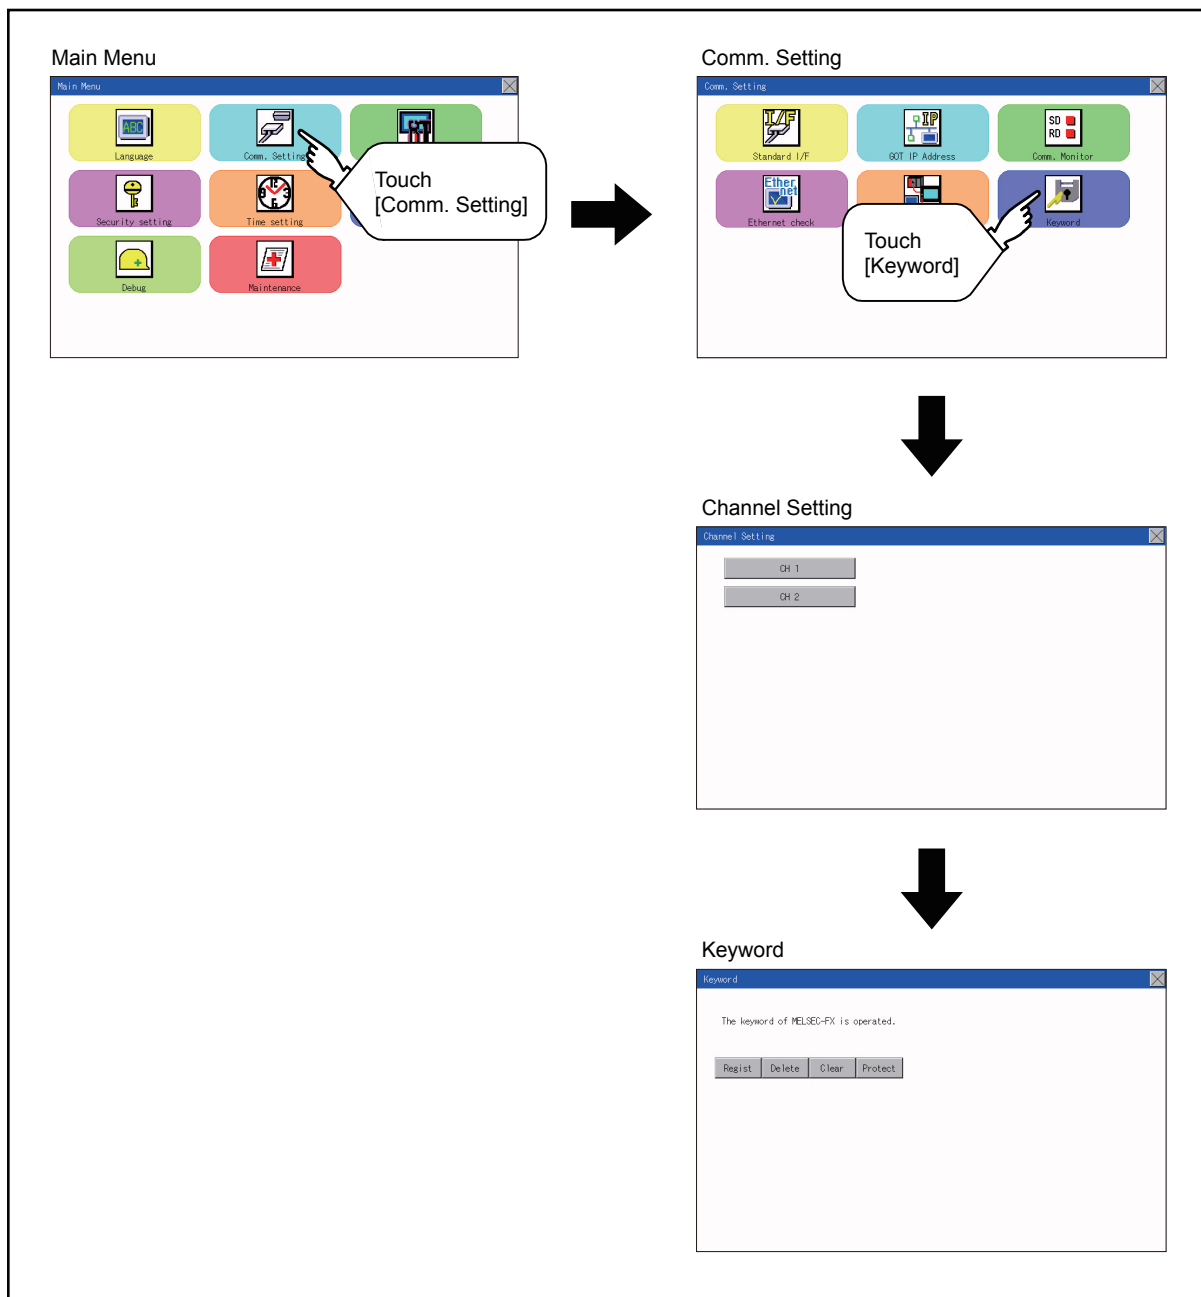 Main Menu
Main Menu
ABC
Language
Comm. Setting
Security setting
Time setting
Debug
Maintenance
Touch
[Comm. Setting]
Comm. Setting
Comm. Setting
I/F
Standard I/F
IP
GOT IP Address
SD
RD
Comm. Monitor
Ether
net
Ethernet check
Keyword
Touch
[Keyword]
Channel Setting
Channel Setting
CH 1
CH 2
Keyword
Keyword
The keyword of MELSEC-FX is operated.
Regist Delete Clear Protect